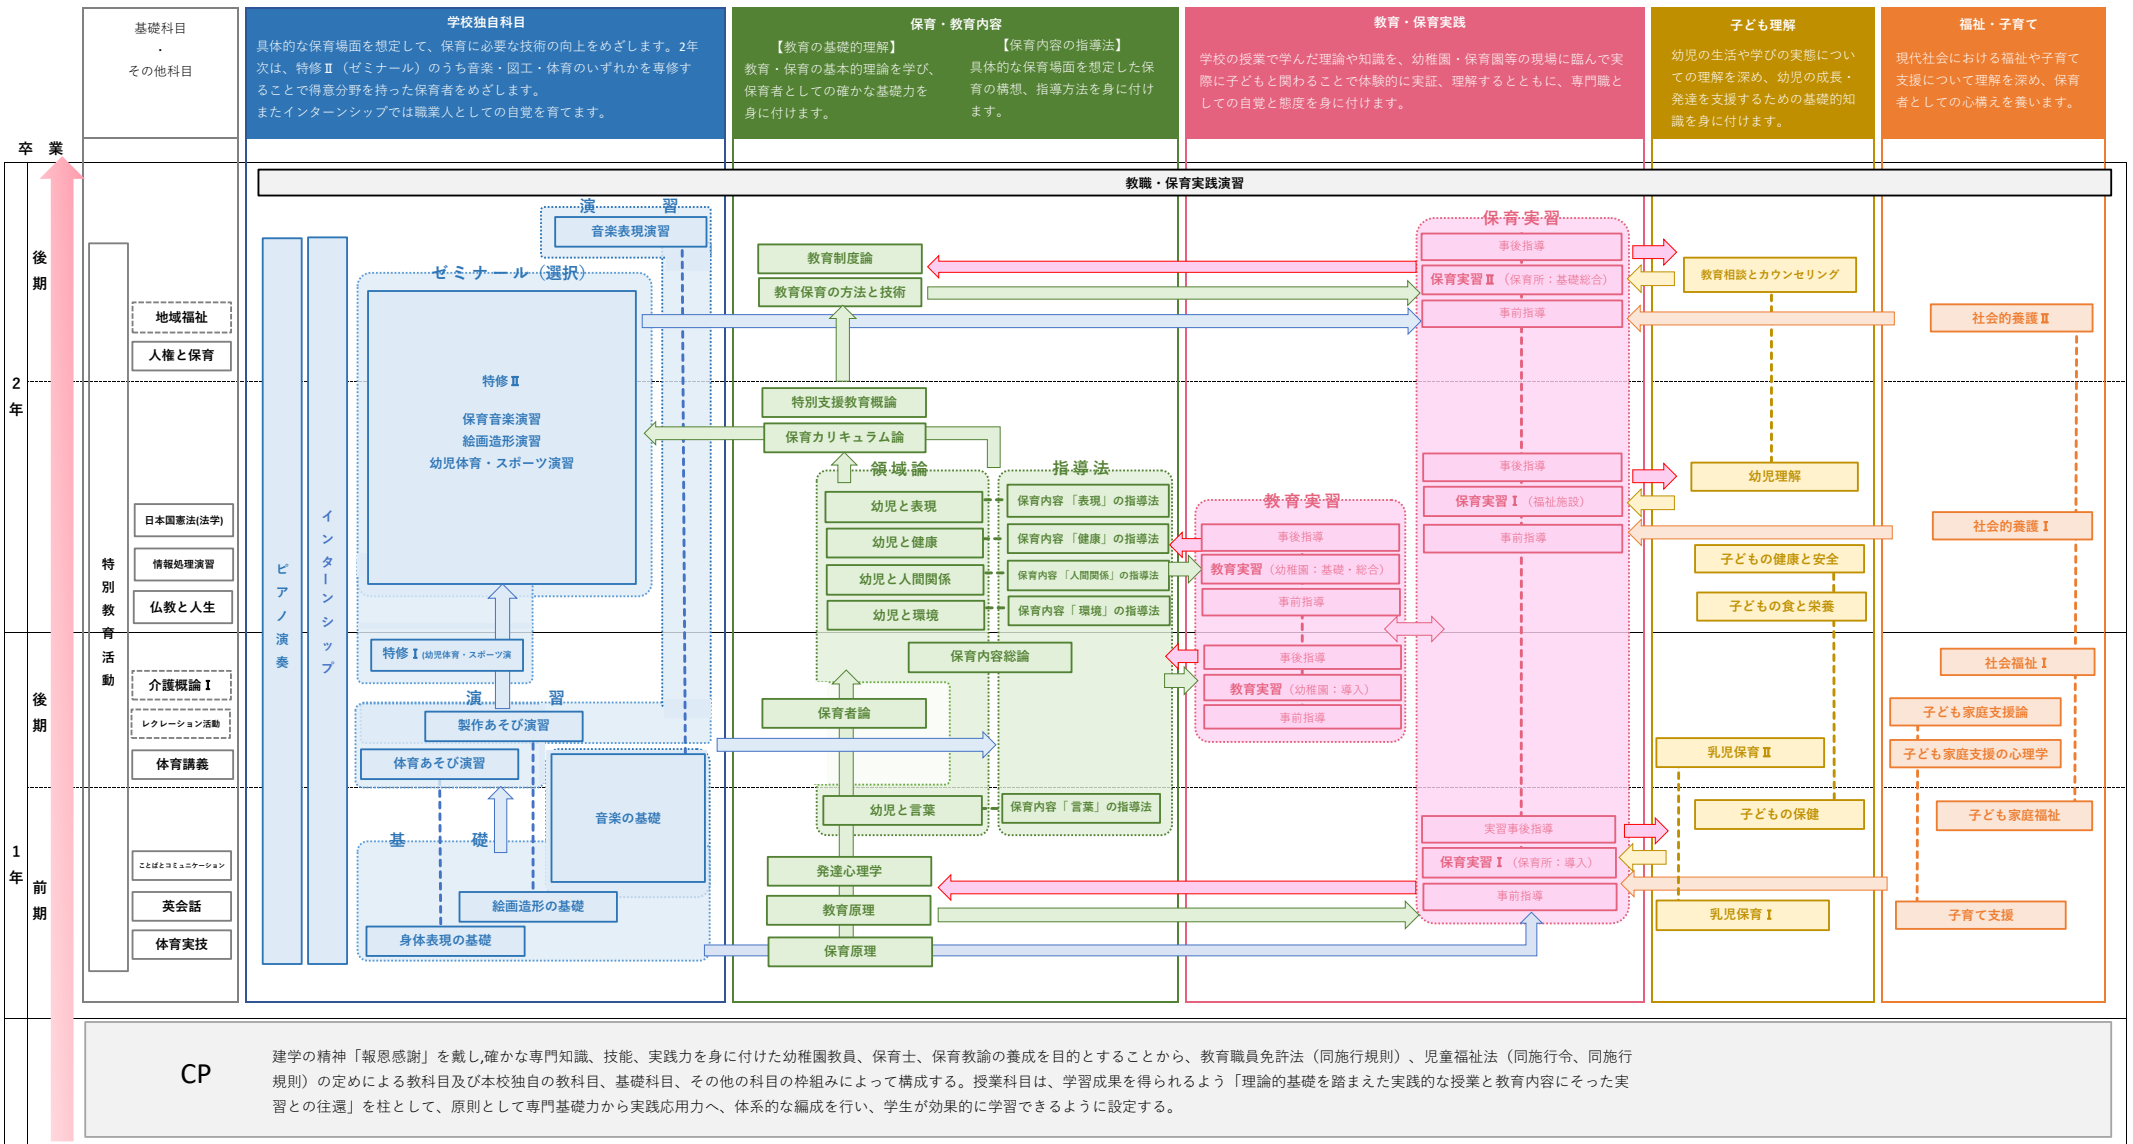 基礎科目
・
その他科目
学校独自科目
具体的な保育場面を想定して、保育に必要な技術の向上をめざします。2年
次は、特修Ⅱ（ゼミナール）のうち音楽・図工・体育のいずれかを専修す
ることで得意分野を持った保育者をめざします。
またインターンシップでは職業人としての自覚を育てます。
保育・教育内容
【教育の基礎的理解】
教育・保育の基本的理論を学び、
保育者としての確かな基礎力を
身に付けます。
【保育内容の指導法】
具体的な保育場面を想定した保
育の構想、指導方法を身に付け
ます。
教育・保育実践
学校の授業で学んだ理論や知識を、幼稚園・保育園等の現場に臨んで実
際に子どもと関わることで体験的に実証、理解するとともに、専門職と
しての自覚と態度を身に付けます。
子ども理解
幼児の生活や学びの実態につい
ての理解を深め、幼児の成長・
発達を支援するための基礎的知
識を身に付けます。
福祉・子育て
現代社会における福祉や子育て
支援について理解を深め、保育
者としての心構えを養います。
卒 業
教職・保育実践演習
2年
後期
1年
後期
前期
特別教育活動
地域福祉
人権と保育
日本国憲法(法学)
情報処理演習
仏教と人生
介護概論Ⅰ
レクレーション活動
体育講義
ことばとコミュニケーション
英会話
体育実技
ピアノ演奏
インターンシップ
演 習
音楽表現演習
ゼミナール（選択）
特修Ⅱ
保育音楽演習
絵画造形演習
幼児体育・スポーツ演習
特修Ⅰ(幼児体育・スポーツ演
演 習
製作あそび演習
体育あそび演習
音楽の基礎
基 礎
絵画造形の基礎
身体表現の基礎
教育制度論
教育保育の方法と技術
特別支援教育概論
保育カリキュラム論
領域論
幼児と表現
幼児と健康
幼児と人間関係
幼児と環境
指導法
保育内容「表現」の指導法
保育内容「健康」の指導法
保育内容「人間関係」の指導法
保育内容「環境」の指導法
保育内容総論
保育者論
幼児と言葉
保育内容「言葉」の指導法
発達心理学
教育原理
保育原理
教育実習
事後指導
教育実習（幼稚園：基礎・総合）
事前指導
事後指導
教育実習（幼稚園：導入）
事前指導
保育実習
事後指導
保育実習Ⅱ（保育所：基礎総合）
事前指導
事後指導
保育実習Ⅰ（福祉施設）
事前指導
実習事後指導
保育実習Ⅰ（保育所：導入）
事前指導
教育相談とカウンセリング
幼児理解
子どもの健康と安全
子どもの食と栄養
乳児保育Ⅱ
子どもの保健
乳児保育Ⅰ
社会的養護Ⅱ
社会的養護Ⅰ
社会福祉Ⅰ
子ども家庭支援論
子ども家庭支援の心理学
子ども家庭福祉
子育て支援
CP
建学の精神「報恩感謝」を戴し,確かな専門知識、技能、実践力を身に付けた幼稚園教員、保育士、保育教諭の養成を目的とすることから、教育職員免許法（同施行規則）、児童福祉法（同施行令、同施行
規則）の定めによる教科目及び本校独自の教科目、基礎科目、その他の科目の枠組みによって構成する。授業科目は、学習成果を得られるよう「理論的基礎を踏まえた実践的な授業と教育内容にそった実
習との往還」を柱として、原則として専門基礎力から実践応用力へ、体系的な編成を行い、学生が効果的に学習できるように設定する。